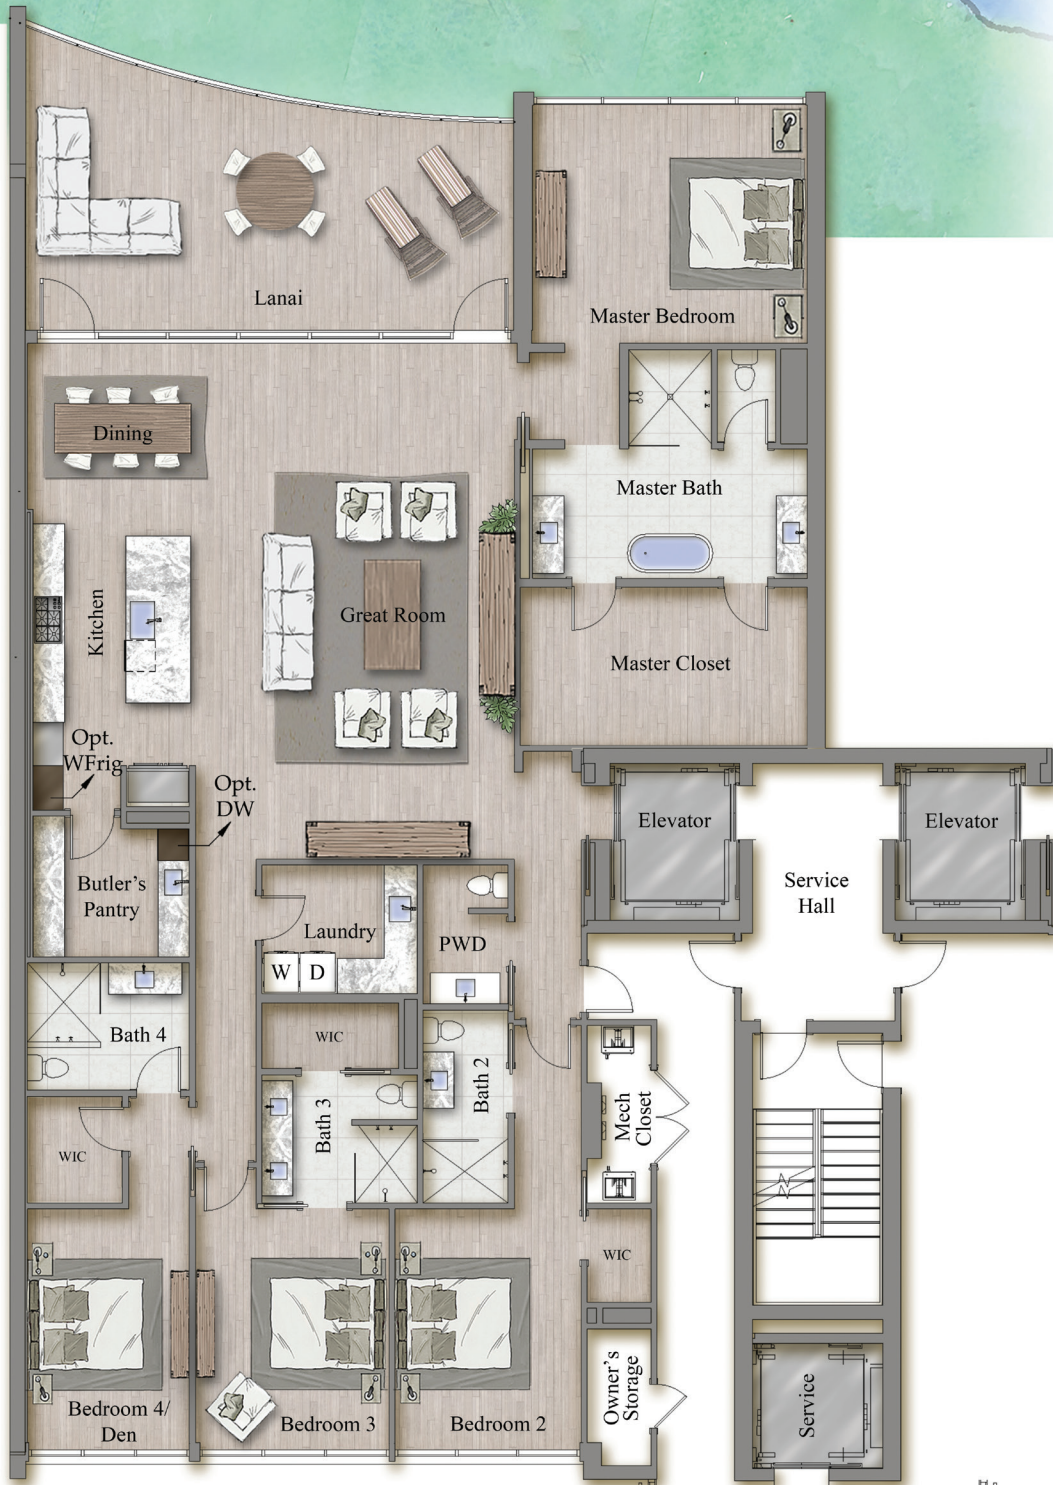 Lanai
Master Bedroom
Dining
Master Bath
Kitchen
Great Room
Master Closet
Opt.
WFrig
Opt.
DW
Elevator
Elevator
Butler's
Pantry
Service
Hall
Laundry
PWD
W
D
Bath 4
WIC
Bath 2
Bath 3
Mech
Closet
WIC
WIC
Owner's
Storage
Service
Bedroom 4/
Den
Bedroom 3
Bedroom 2